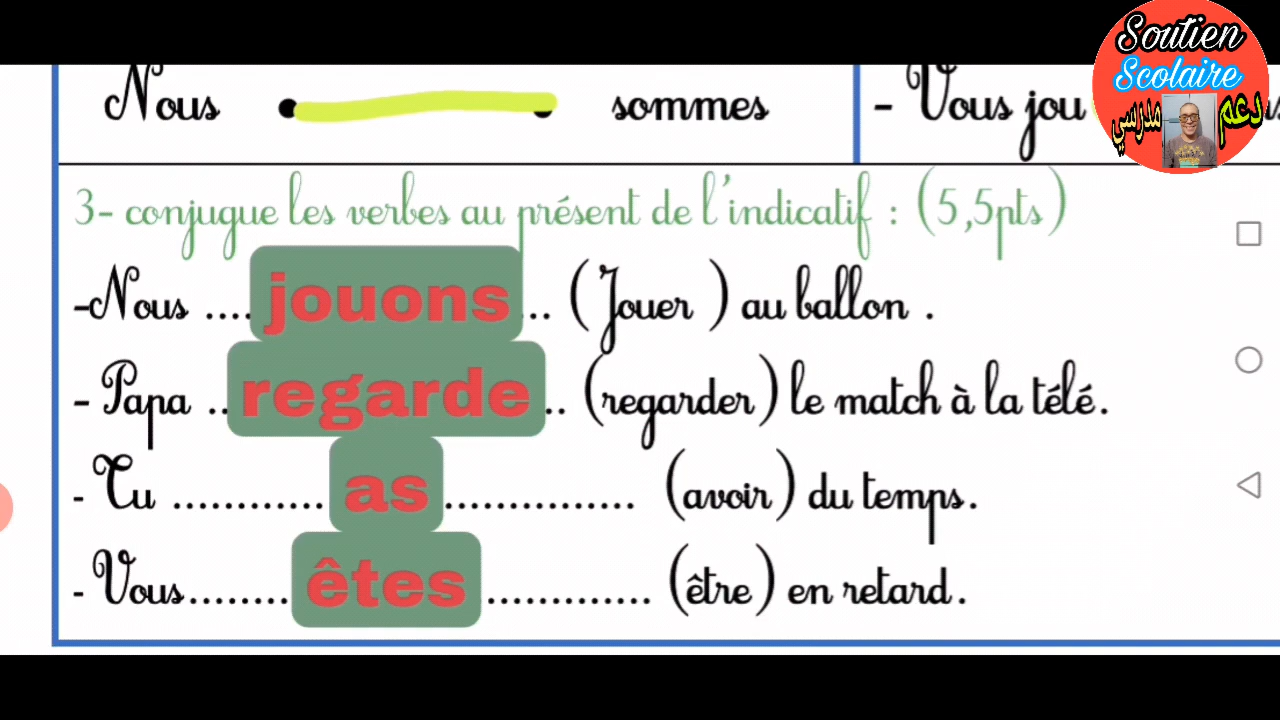 Soutien
Scolaire
دعم مدرسي
Nous sommes
- Vous jou
3- conjugue les verbes au présent de l'indicatif : (5,5pts)
-Nous .... jouons ... (Jouer) au ballon .
- Papa .. regarde .. (regarder) le match à la télé.
- Tu ............ as ............... (avoir) du temps.
- Vous........ êtes ............. (être) en retard.